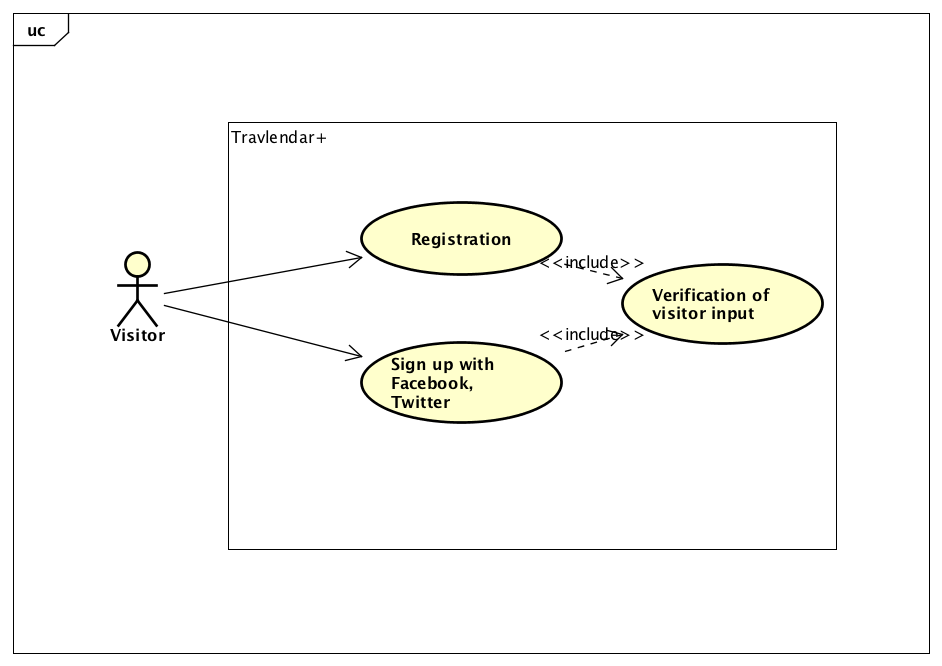 uc
Travlendar+
Registration
<<include>>
Verification of
visitor input
Visitor
<<include>>
Sign up with
Facebook,
Twitter